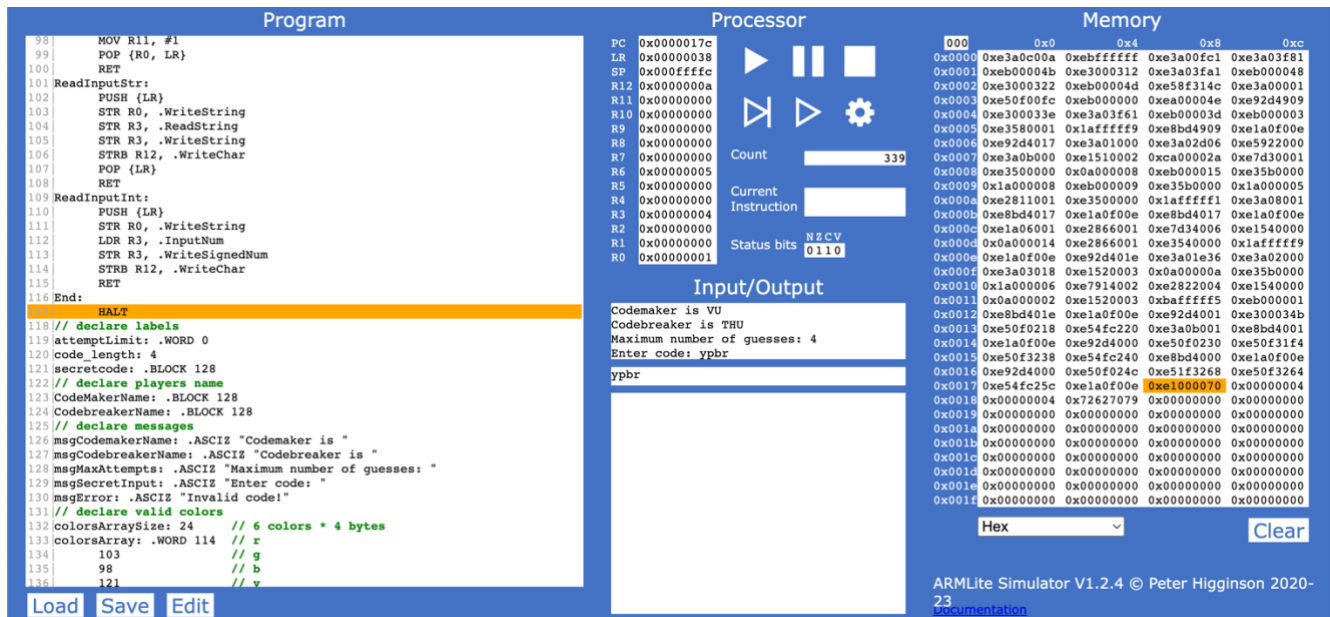 Program
98 MOV R11, #1
99 POP {R0, LR}
100 RET
101 ReadInputStr:
102 PUSH {LR}
103 STR R0, .WriteString
104 STR R3, .ReadString
105 STR R3, .WriteString
106 STRB R12, .WriteChar
107 POP {LR}
108 RET
109 ReadInputInt:
110 PUSH {LR}
111 STR R0, .WriteString
112 LDR R3, .InputNum
113 STR R3, .WriteSignedNum
114 STRB R12, .WriteChar
115 RET
116 End:
HALT
118 // declare labels
119 attemptLimit: .WORD 0
120 code_length: 4
121 secretcode: .BLOCK 128
122 // declare players name
123 CodeMakerName: .BLOCK 128
124 CodebreakerName: .BLOCK 128
125 // declare messages
126 msgCodemakerName: .ASCIZ "Codemaker is "
127 msgCodebreakerName: .ASCIZ "Codebreaker is "
128 msgMaxAttempts: .ASCIZ "Maximum number of guesses: "
129 msgSecretInput: .ASCIZ "Enter code: "
130 msgError: .ASCIZ "Invalid code!"
131 // declare valid colors
132 colorsArraySize: 24 // 6 colors * 4 bytes
133 colorsArray: .WORD 114 // r
134 103 // g
135 98 // b
136 121 // y
Load Save Edit
Processor
PC 0x0000017c
LR 0x00000038
SP 0x000ffffc
R12 0x0000000a
R11 0x00000000
R10 0x00000000
R9 0x00000000
R8 0x00000000
R7 0x00000000
R6 0x00000005
R5 0x00000000
R4 0x00000000
R3 0x00000004
R2 0x00000000
R1 0x00000000
R0 0x00000001
Count 339
Current
Instruction
Status bits NZCV
0110
Input/Output
Codemaker is VU
Codebreaker is THU
Maximum number of guesses: 4
Enter code: ypbr
ypbr
Memory
000 0x0 0x4 0x8 0xc
0x0000 0xe3a0c00a 0xebffffff 0xe3a00fc1 0xe3a03f81
0x0001 0xeb00004b 0xe3000312 0xe3a03fa1 0xeb000048
0x0002 0xe3000322 0xeb00004d 0xe58f314c 0xe3a00001
0x0003 0xe50f00fc 0xeb000000 0xea00004e 0xe92d4909
0x0004 0xe300033e 0xe3a03f61 0xeb00003d 0xeb000003
0x0005 0xe3580001 0x1afffff9 0xe8bd4909 0xe1a0f00e
0x0006 0xe92d4017 0xe3a01000 0xe3a02d06 0xe5922000
0x0007 0xe3a0b000 0xe1510002 0xca00002a 0xe7d30001
0x0008 0xe3500000 0x0a000008 0xeb000015 0xe35b0000
0x0009 0x1a000008 0xeb000009 0xe35b0000 0x1a000005
0x000a 0xe2811001 0xe3500000 0x1afffff1 0xe3a08001
0x000b 0xe8bd4017 0xe1a0f00e 0xe8bd4017 0xe1a0f00e
0x000c 0xe1a06001 0xe2866001 0xe7d34006 0xe1540000
0x000d 0x0a000014 0xe2866001 0xe3540000 0x1afffff9
0x000e 0xe1a0f00e 0xe92d401e 0xe3a01e36 0xe3a02000
0x000f 0xe3a03018 0xe1520003 0x0a00000a 0xe35b0000
0x0010 0x1a000006 0xe7914002 0xe2822004 0xe1540000
0x0011 0x0a000002 0xe1520003 0xbafffff5 0xeb000001
0x0012 0xe8bd401e 0xe1a0f00e 0xe92d4001 0xe300034b
0x0013 0xe50f0218 0xe54fc220 0xe3a0b001 0xe8bd4001
0x0014 0xe1a0f00e 0xe92d4000 0xe50f0230 0xe50f31f4
0x0015 0xe50f3238 0xe54fc240 0xe8bd4000 0xe1a0f00e
0x0016 0xe92d4000 0xe50f024c 0xe51f3268 0xe50f3264
0x0017 0xe54fc25c 0xe1a0f00e 0xe1000070 0x00000004
0x0018 0x00000004 0x72627079 0x00000000 0x00000000
0x0019 0x00000000 0x00000000 0x00000000 0x00000000
0x001a 0x00000000 0x00000000 0x00000000 0x00000000
0x001b 0x00000000 0x00000000 0x00000000 0x00000000
0x001c 0x00000000 0x00000000 0x00000000 0x00000000
0x001d 0x00000000 0x00000000 0x00000000 0x00000000
0x001e 0x00000000 0x00000000 0x00000000 0x00000000
0x001f 0x00000000 0x00000000 0x00000000 0x00000000
Hex
Clear
ARMLite Simulator V1.2.4 © Peter Higginson 2020-
23
Documentation